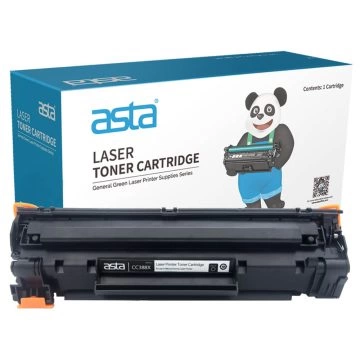 Contents: 1 Cartridge
asta
LASER
TONER CARTRIDGE
General Green Laser Printer Supplies Series
asta
CC388X
Laser Printer Toner Cartridge